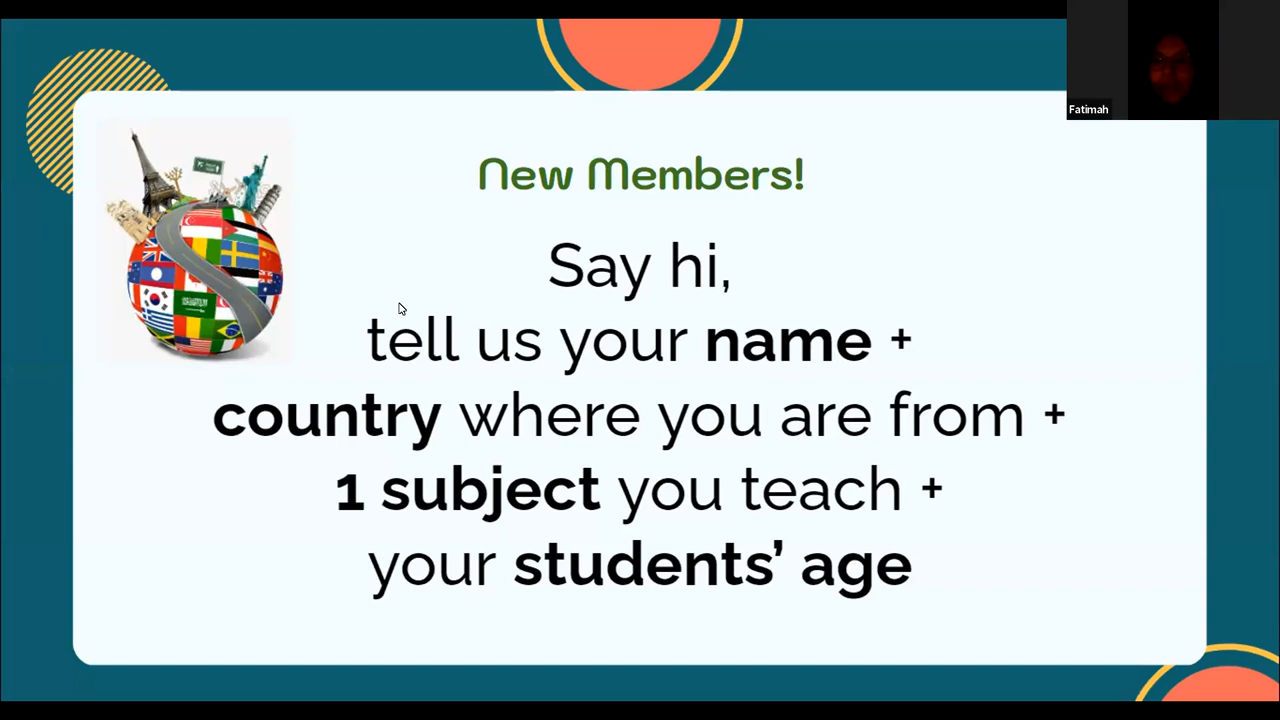 Fatimah
New Members!
Say hi,
tell us your name +
country where you are from +
1 subject you teach +
your students’ age